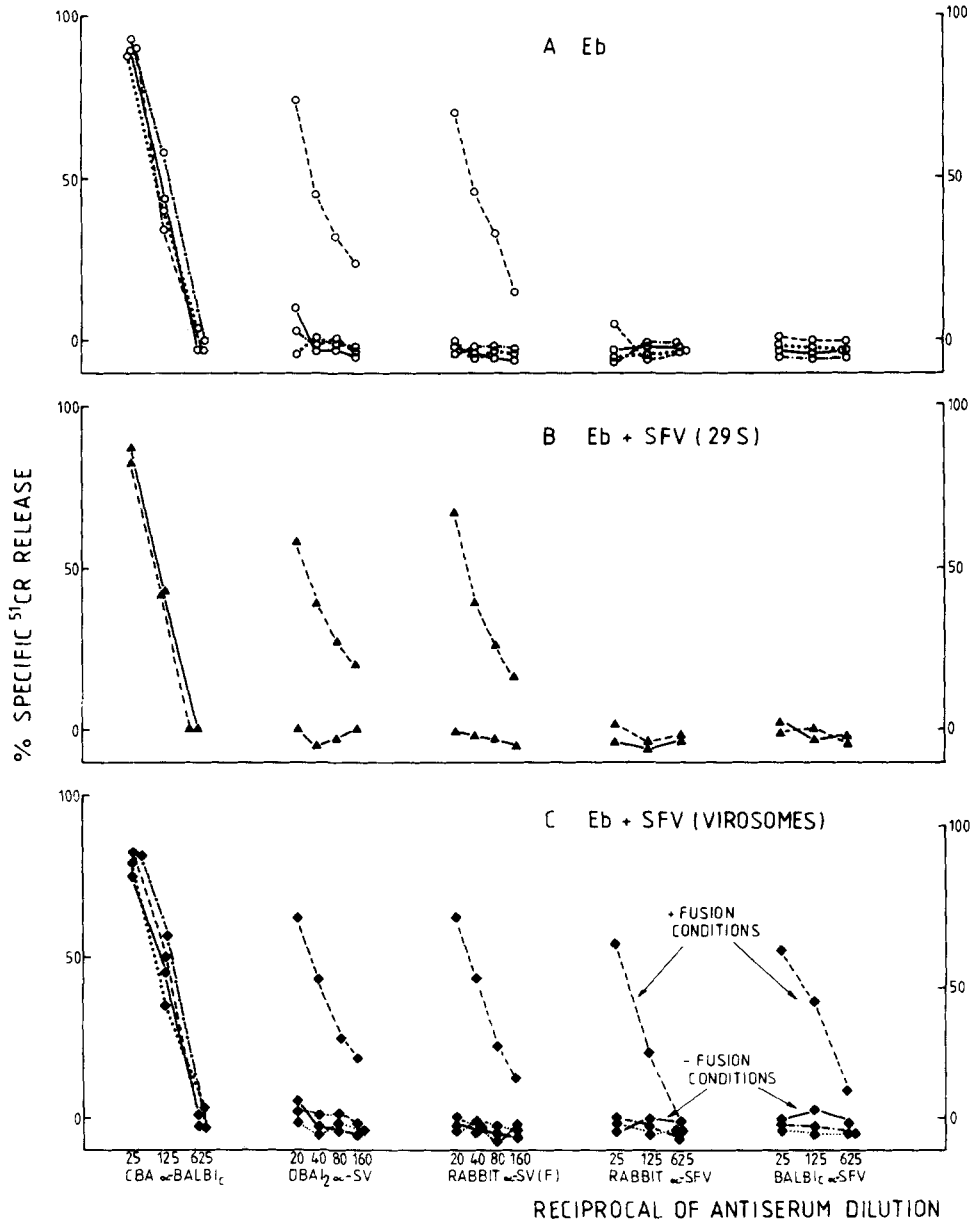 100
50
0
100
50
0
A Eb
100
50
0
100
50
0
B Eb + SFV (29 S)
100
50
0
100
50
0
C Eb + SFV (VIROSOMES)
+ FUSION
CONDITIONS
- FUSION
CONDITIONS
% SPECIFIC ⁵¹CR RELEASE
25 125 625
CBA α-BALB/c
20 40 80 160
DBA/2 α-SV
20 40 80 160
RABBIT α-SV(F)
25 125 625
RABBIT α-SFV
25 125 625
BALB/c α-SFV
RECIPROCAL OF ANTISERUM DILUTION